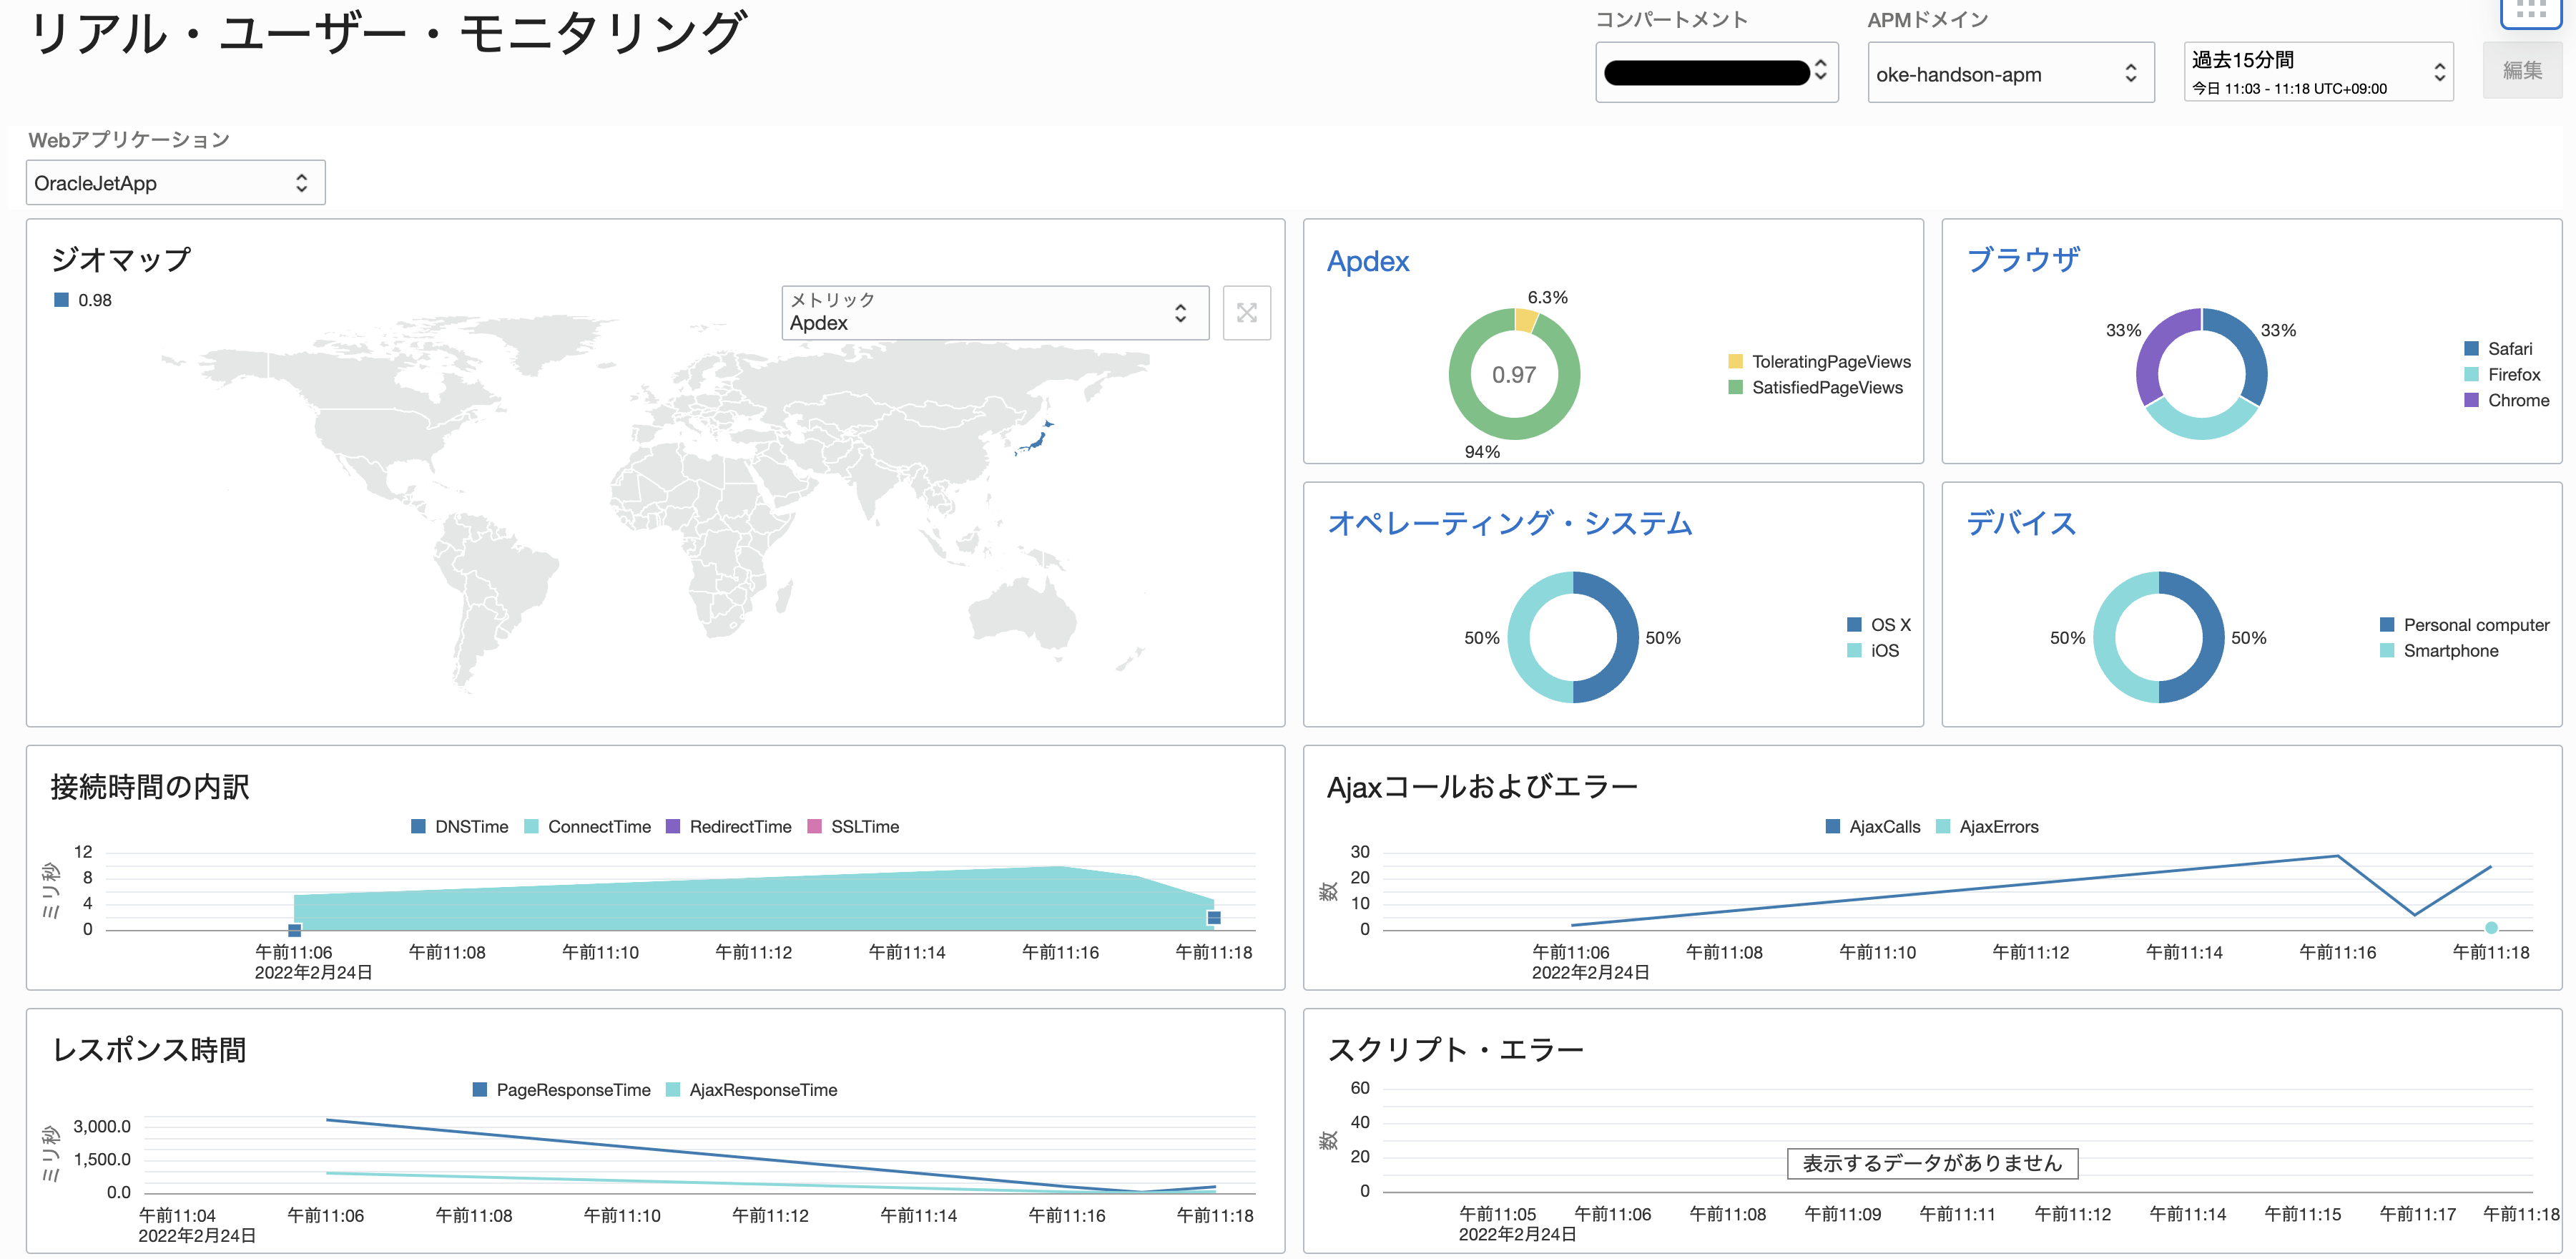 リアル・ユーザー・モニタリング
コンパートメント
APMドメイン
oke-handson-apm
過去15分間
今日 11:03 - 11:18 UTC+09:00
編集
Webアプリケーション
OracleJetApp
ジオマップ
0.98
メトリック
Apdex
Apdex
6.3%
0.97
94%
ToleratingPageViews
SatisfiedPageViews
ブラウザ
33%
33%
Safari
Firefox
Chrome
オペレーティング・システム
50%
50%
OS X
iOS
デバイス
50%
50%
Personal computer
Smartphone
接続時間の内訳
DNSTime ConnectTime RedirectTime SSLTime
ミリ秒
12
8
4
0
午前11:06 午前11:08 午前11:10 午前11:12 午前11:14 午前11:16 午前11:18
2022年2月24日
Ajaxコールおよびエラー
AjaxCalls AjaxErrors
数
30
20
10
0
午前11:06 午前11:08 午前11:10 午前11:12 午前11:14 午前11:16 午前11:18
2022年2月24日
レスポンス時間
PageResponseTime AjaxResponseTime
ミリ秒
3,000.0
1,500.0
0.0
午前11:04 午前11:06 午前11:08 午前11:10 午前11:12 午前11:14 午前11:16 午前11:18
2022年2月24日
スクリプト・エラー
数
60
40
20
0
表示するデータがありません
午前11:05 午前11:06 午前11:08 午前11:09 午前11:11 午前11:12 午前11:14 午前11:15 午前11:17 午前11:18
2022年2月24日